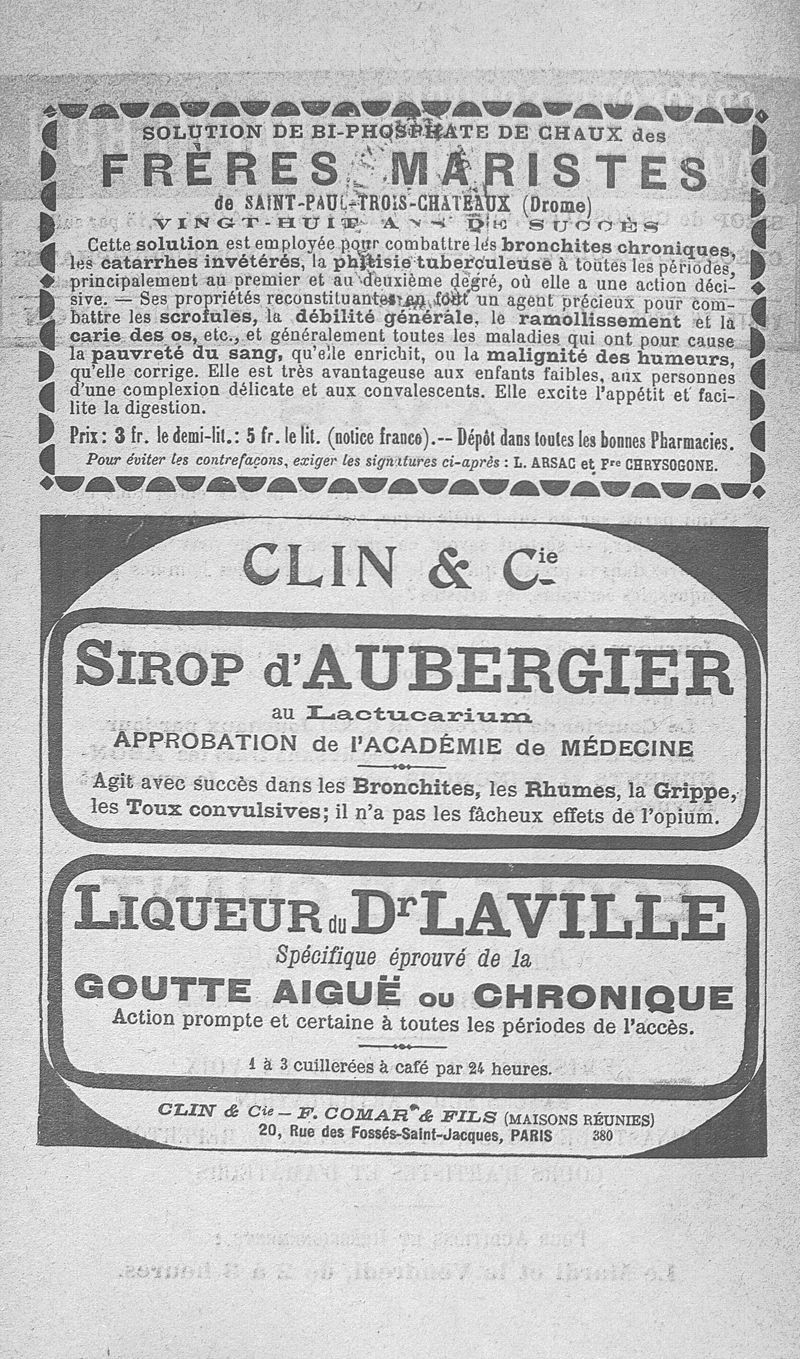 SOLUTION DE BI-PHOSPHATE DE CHAUX des
FRÈRES MARISTES
de SAINT-PAUL-TROIS-CHATEAUX (Drome)
VINGT-HUIT ANS DE SUCCÈS
Cette solution est employée pour combattre les bronchites chroniques,
les catarrhes invétérés, la phtisie tuberculeuse à toutes les périodes,
principalement au premier et au deuxième degré, où elle a une action déci-
sive. — Ses propriétés reconstituantes en font un agent précieux pour com-
battre les scrofules, la débilité générale, le ramollissement et la
carie des os, etc., et généralement toutes les maladies qui ont pour cause
la pauvreté du sang, qu'elle enrichit, ou la malignité des humeurs,
qu'elle corrige. Elle est très avantageuse aux enfants faibles, aux personnes
d'une complexion délicate et aux convalescents. Elle excite l'appétit et faci-
lite la digestion.
Prix : 3 fr. le demi-lit.: 5 fr. le lit. (notice franco).-- Dépôt dans toutes les bonnes Pharmacies.
Pour éviter les contrefaçons, exiger les signatures ci-après : L. ARSAC et Fre CHRYSOGONE.
CLIN & Cie
SIROP d'AUBERGIER
au Lactucarium
APPROBATION de l'ACADÉMIE de MÉDECINE
Agit avec succès dans les Bronchites, les Rhumes, la Grippe,
les Toux convulsives; il n'a pas les fâcheux effets de l'opium.
LIQUEUR du Dr LAVILLE
Spécifique éprouvé de la
GOUTTE AIGUË OU CHRONIQUE
Action prompte et certaine à toutes les périodes de l'accès.
1 à 3 cuillerées à café par 24 heures.
CLIN & Cie — F. COMAR & FILS (MAISONS RÉUNIES)
20, Rue des Fossés-Saint-Jacques, PARIS 380